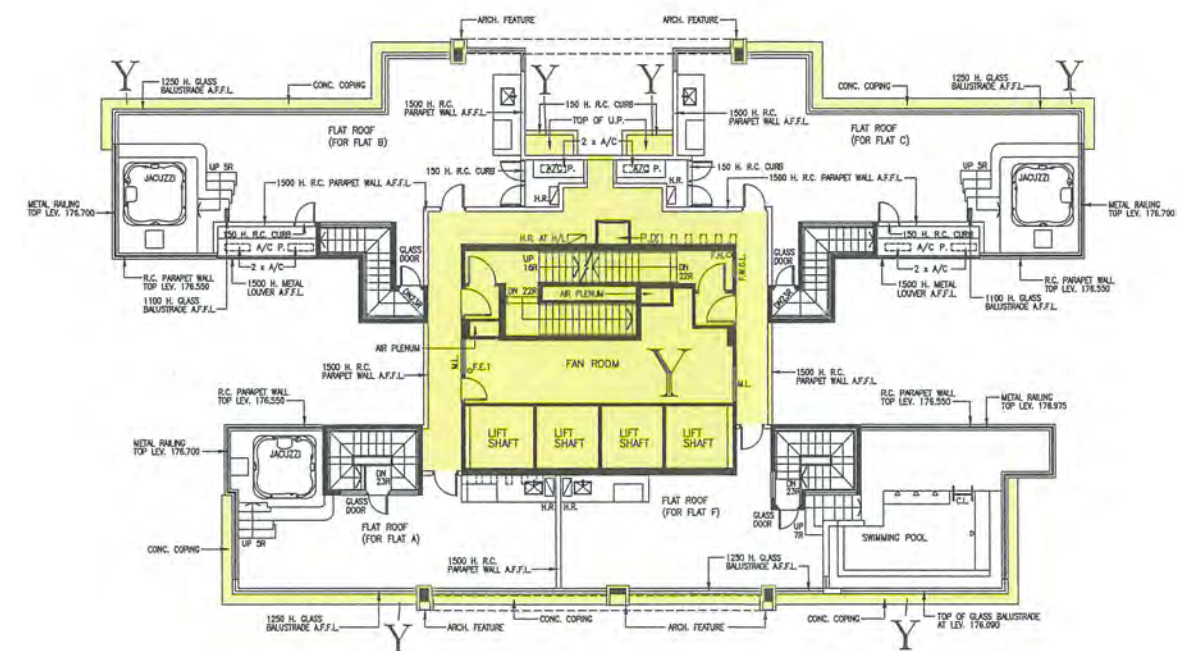 ARCH. FEATURE
ARCH. FEATURE
Y
1250 H. GLASS
BALUSTRADE A.F.F.L.
CONC. COPING
Y
Y
CONC. COPING
1250 H. GLASS
BALUSTRADE A.F.F.L.
Y
1500 H. R.C.
PARAPET WALL A.F.F.L.
150 H. R.C. CURB
TOP OF U.P.
2 x A/C
1500 H. R.C.
PARAPET WALL A.F.F.L.
FLAT ROOF
(FOR FLAT B)
FLAT ROOF
(FOR FLAT C)
UP 5R
JACUZZI
150 H. R.C. CURB
A/C P.
A/C P.
H.R.
H.R.
150 H. R.C. CURB
UP 5R
JACUZZI
1500 H. R.C. PARAPET WALL A.F.F.L.
1500 H. R.C. PARAPET WALL A.F.F.L.
METAL RAILING
TOP LEV. 176.700
METAL RAILING
TOP LEV. 176.700
150 H. R.C. CURB
A/C P.
2 x A/C
150 H. R.C. CURB
A/C P.
2 x A/C
R.C. PARAPET WALL
TOP LEV. 176.550
1500 H. METAL
LOUVER A.F.F.L.
1100 H. GLASS
BALUSTRADE A.F.F.L.
GLASS
DOOR
DN23R
H.R. AT H/L
P.D.
F.H.
F.W.G.L.
UP
16R
DN
22R
DN 22R
AIR PLENUM
GLASS
DOOR
DN23R
R.C. PARAPET WALL
TOP LEV. 176.550
1500 H. METAL
LOUVER A.F.F.L.
1100 H. GLASS
BALUSTRADE A.F.F.L.
AIR PLENUM
FAN ROOM
Y
M.L.
F.E.1
M.L.
1500 H. R.C.
PARAPET WALL A.F.F.L.
1500 H. R.C.
PARAPET WALL A.F.F.L.
R.C. PARAPET WALL
TOP LEV. 176.550
R.C. PARAPET WALL
TOP LEV. 176.550
METAL RAILING
TOP LEV. 176.975
METAL RAILING
TOP LEV. 176.700
LIFT
SHAFT
LIFT
SHAFT
LIFT
SHAFT
LIFT
SHAFT
JACUZZI
DN
23R
GLASS
DOOR
H.R.
H.R.
FLAT ROOF
(FOR FLAT F)
DN
23R
GLASS
DOOR
UP
7R
C.L.
SWIMMING POOL
UP 5R
FLAT ROOF
(FOR FLAT A)
CONC. COPING
1500 H. R.C.
PARAPET WALL A.F.F.L.
1250 H. GLASS
BALUSTRADE A.F.F.L.
1250 H. GLASS
BALUSTRADE A.F.F.L.
Y
ARCH. FEATURE
CONC. COPING
ARCH. FEATURE
CONC. COPING
Y
TOP OF GLASS BALUSTRADE
AT LEV. 176.090